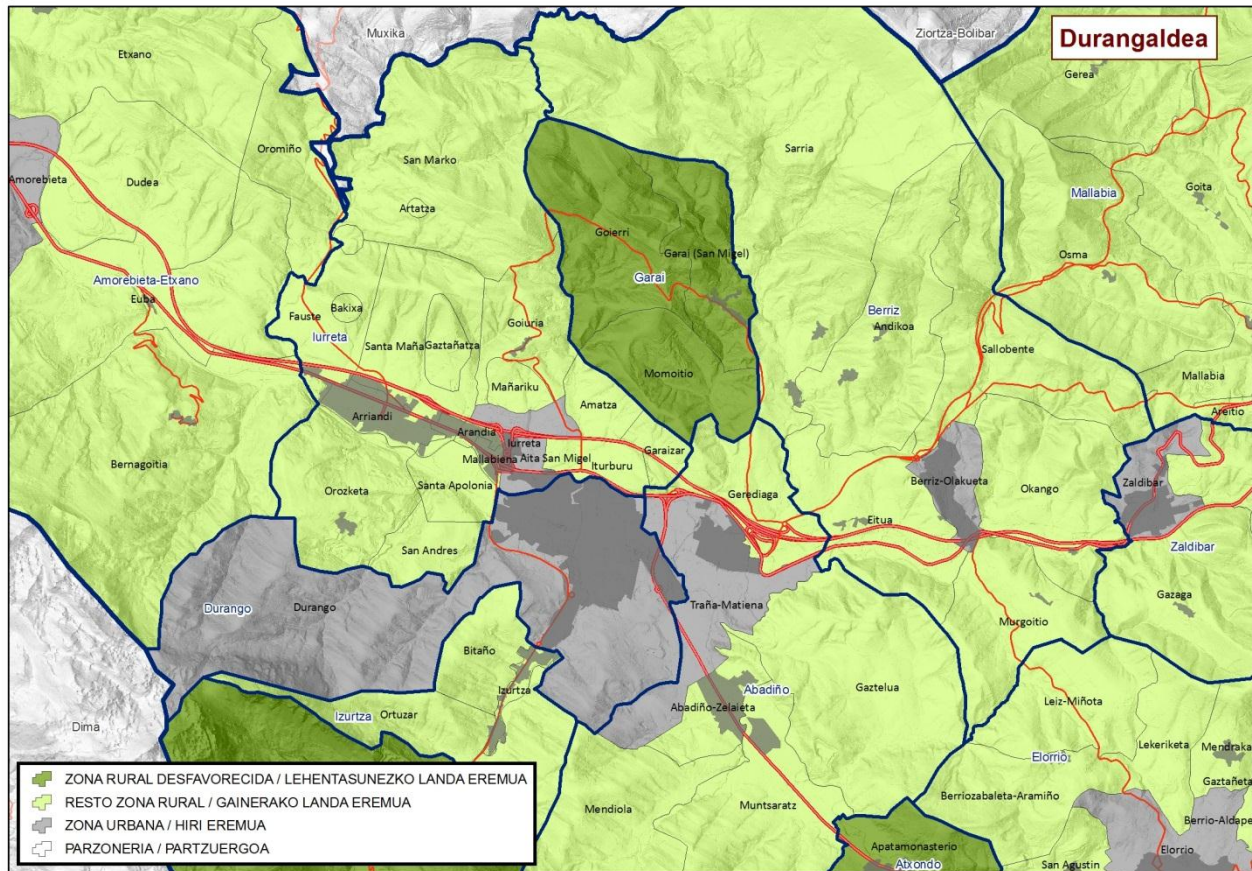 Durangaldea
Muxika
Ziortza-Bolibar
Etxano
Gerea
Oromiño
San Marko
Sarria
Amorebieta
Dudea
Mallabia
Goita
Artatza
Goierri
Garai (San Migel)
Osma
Garai
Amorebieta-Etxano
Euba
Berriz
Andikoa
Fauste
Bakixa
Iurreta
Goiuria
Santa Maña
Gaztañatza
Sallobente
Momoitio
Mallabia
Mañariku
Amatza
Areitio
Arriandi
Arandia
Iurreta
Garaizar
Mallabiena
Aita San Migel
Iturburu
Bernagoitia
Orozketa
Santa Apolonia
Gerediaga
Berriz-Olakueta
Okango
Zaldibar
Eitua
San Andres
Zaldibar
Durango
Durango
Traña-Matiena
Gazaga
Murgoitio
Bitaño
Izurtza
Abadiño
Gaztelua
Abadiño-Zelaieta
Leiz-Miñota
Izurtza
Ortuzar
Dima
Lekeriketa
Mendraka
Elorrio
Gaztañeta
Mendiola
Muntsaratz
Berriozabaleta-Aramiño
Berrio-Aldape
Apatamonasterio
Elorrio
Atxondo
San Agustin
ZONA RURAL DESFAVORECIDA / LEHENTASUNEZKO LANDA EREMUA
RESTO ZONA RURAL / GAINERAKO LANDA EREMUA
ZONA URBANA / HIRI EREMUA
PARZONERIA / PARTZUERGOA